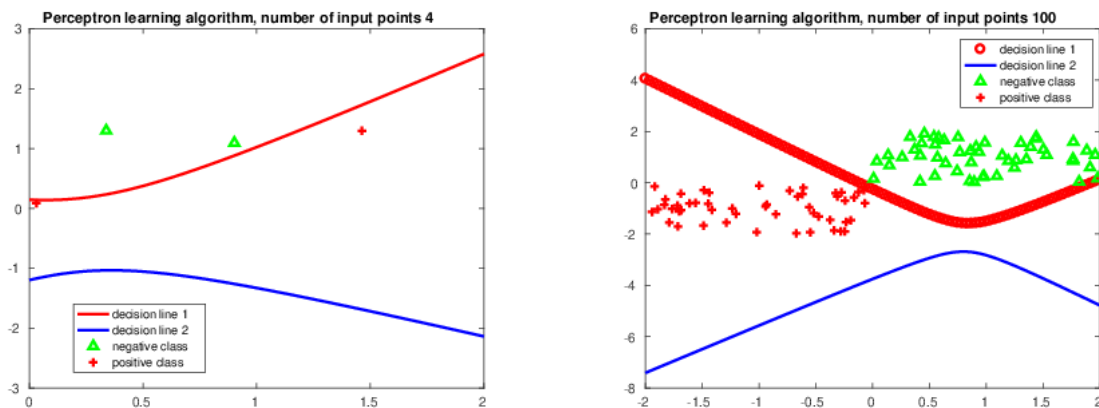 Perceptron learning algorithm, number of input points 4
3
2
1
0
-1
-2
-3
decision line 1
decision line 2
negative class
positive class
0 0.5 1 1.5 2
Perceptron learning algorithm, number of input points 100
6
4
2
0
-2
-4
-6
-8
decision line 1
decision line 2
negative class
positive class
-2 -1.5 -1 -0.5 0 0.5 1 1.5 2